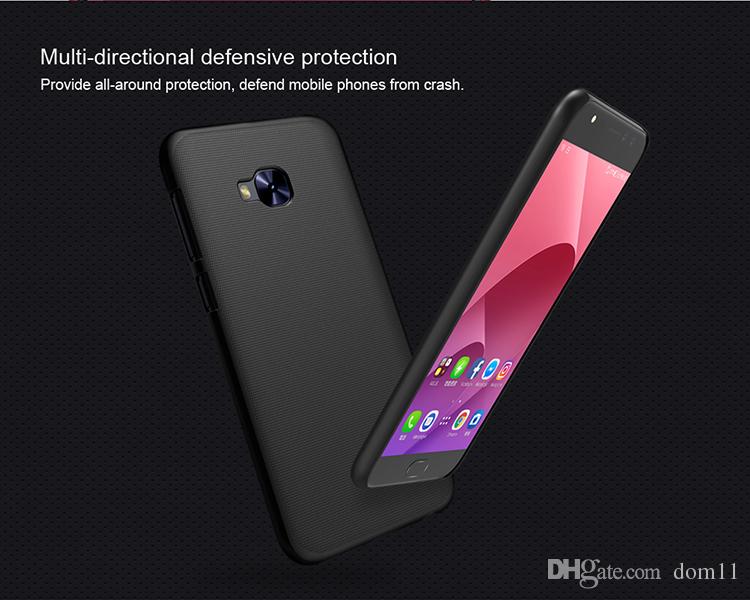 Multi-directional defensive protection
Provide all-around protection, defend mobile phones from crash.
DHgate.com dom11